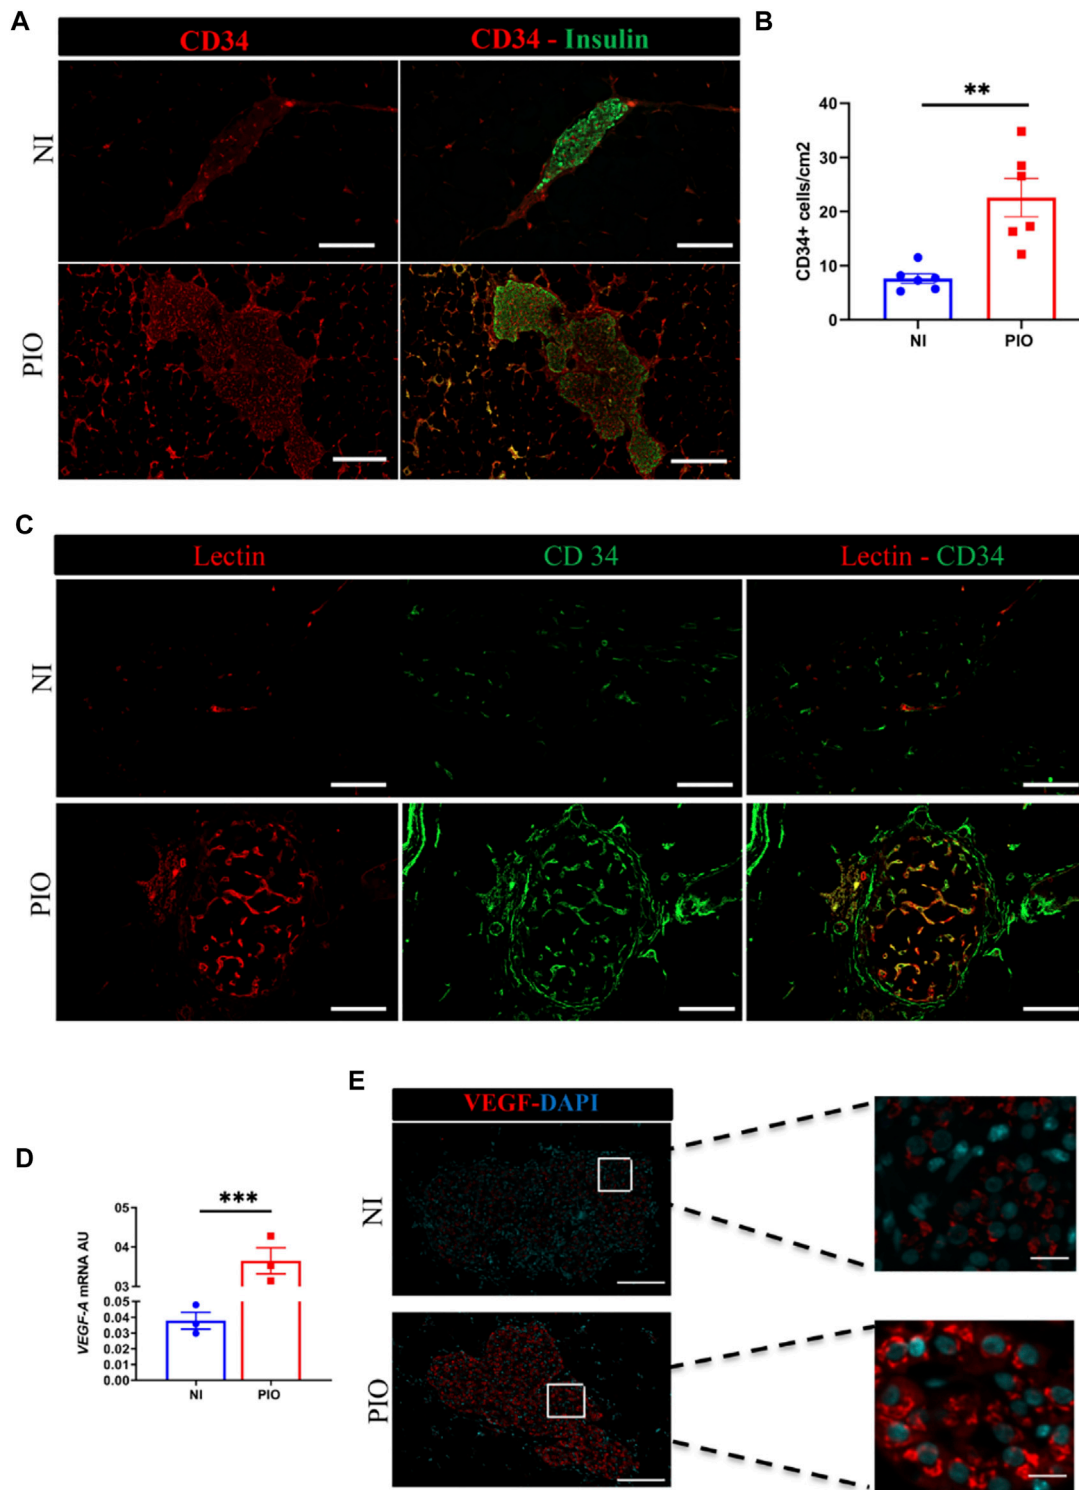 A
CD34
CD34 - Insulin
NI
PIO
B
**
40
30
20
10
0
CD34+ cells/cm2
NI
PIO
C
Lectin
CD 34
Lectin - CD34
NI
PIO
D
***
05
04
03
0.05
0.04
0.03
0.02
0.01
0.00
VEGF-A mRNA AU
NI
PIO
E
VEGF-DAPI
NI
PIO